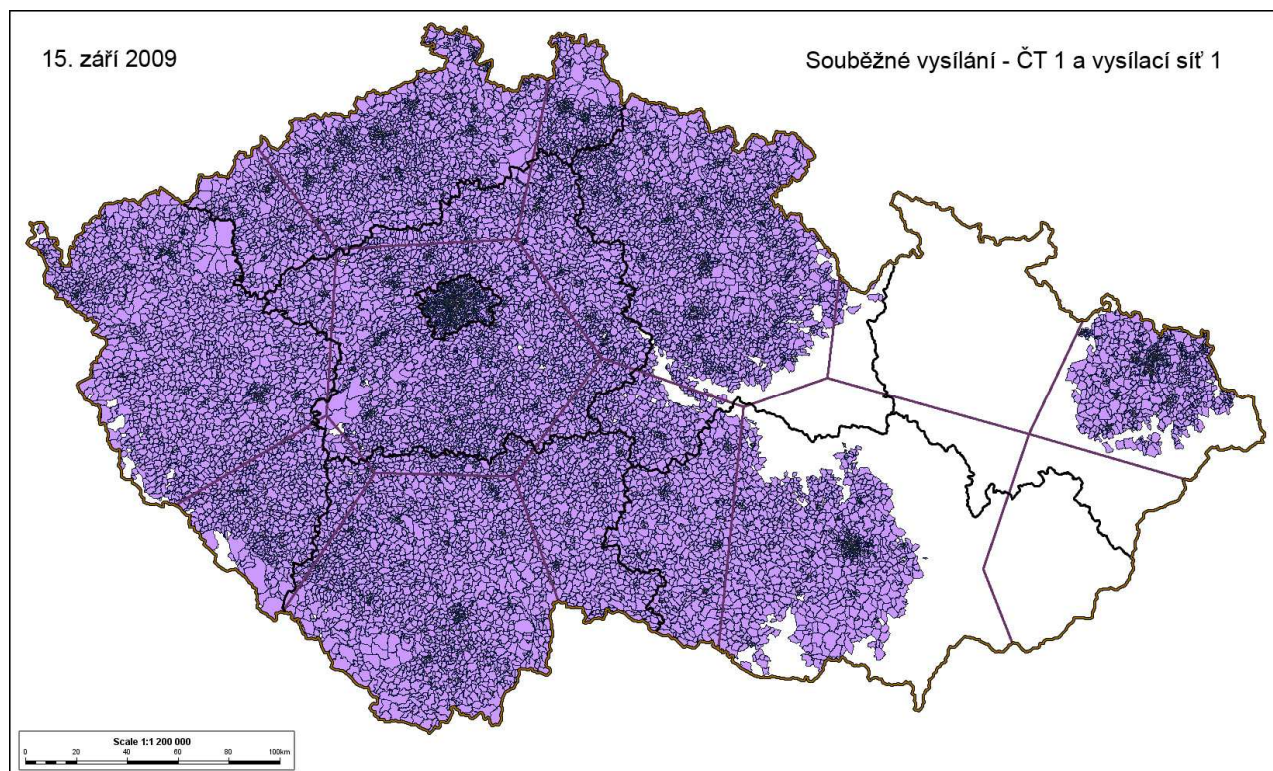 15. září 2009
Souběžné vysílání - ČT 1 a vysílací síť 1
Scale 1:1 200 000
0 20 40 60 80 100km